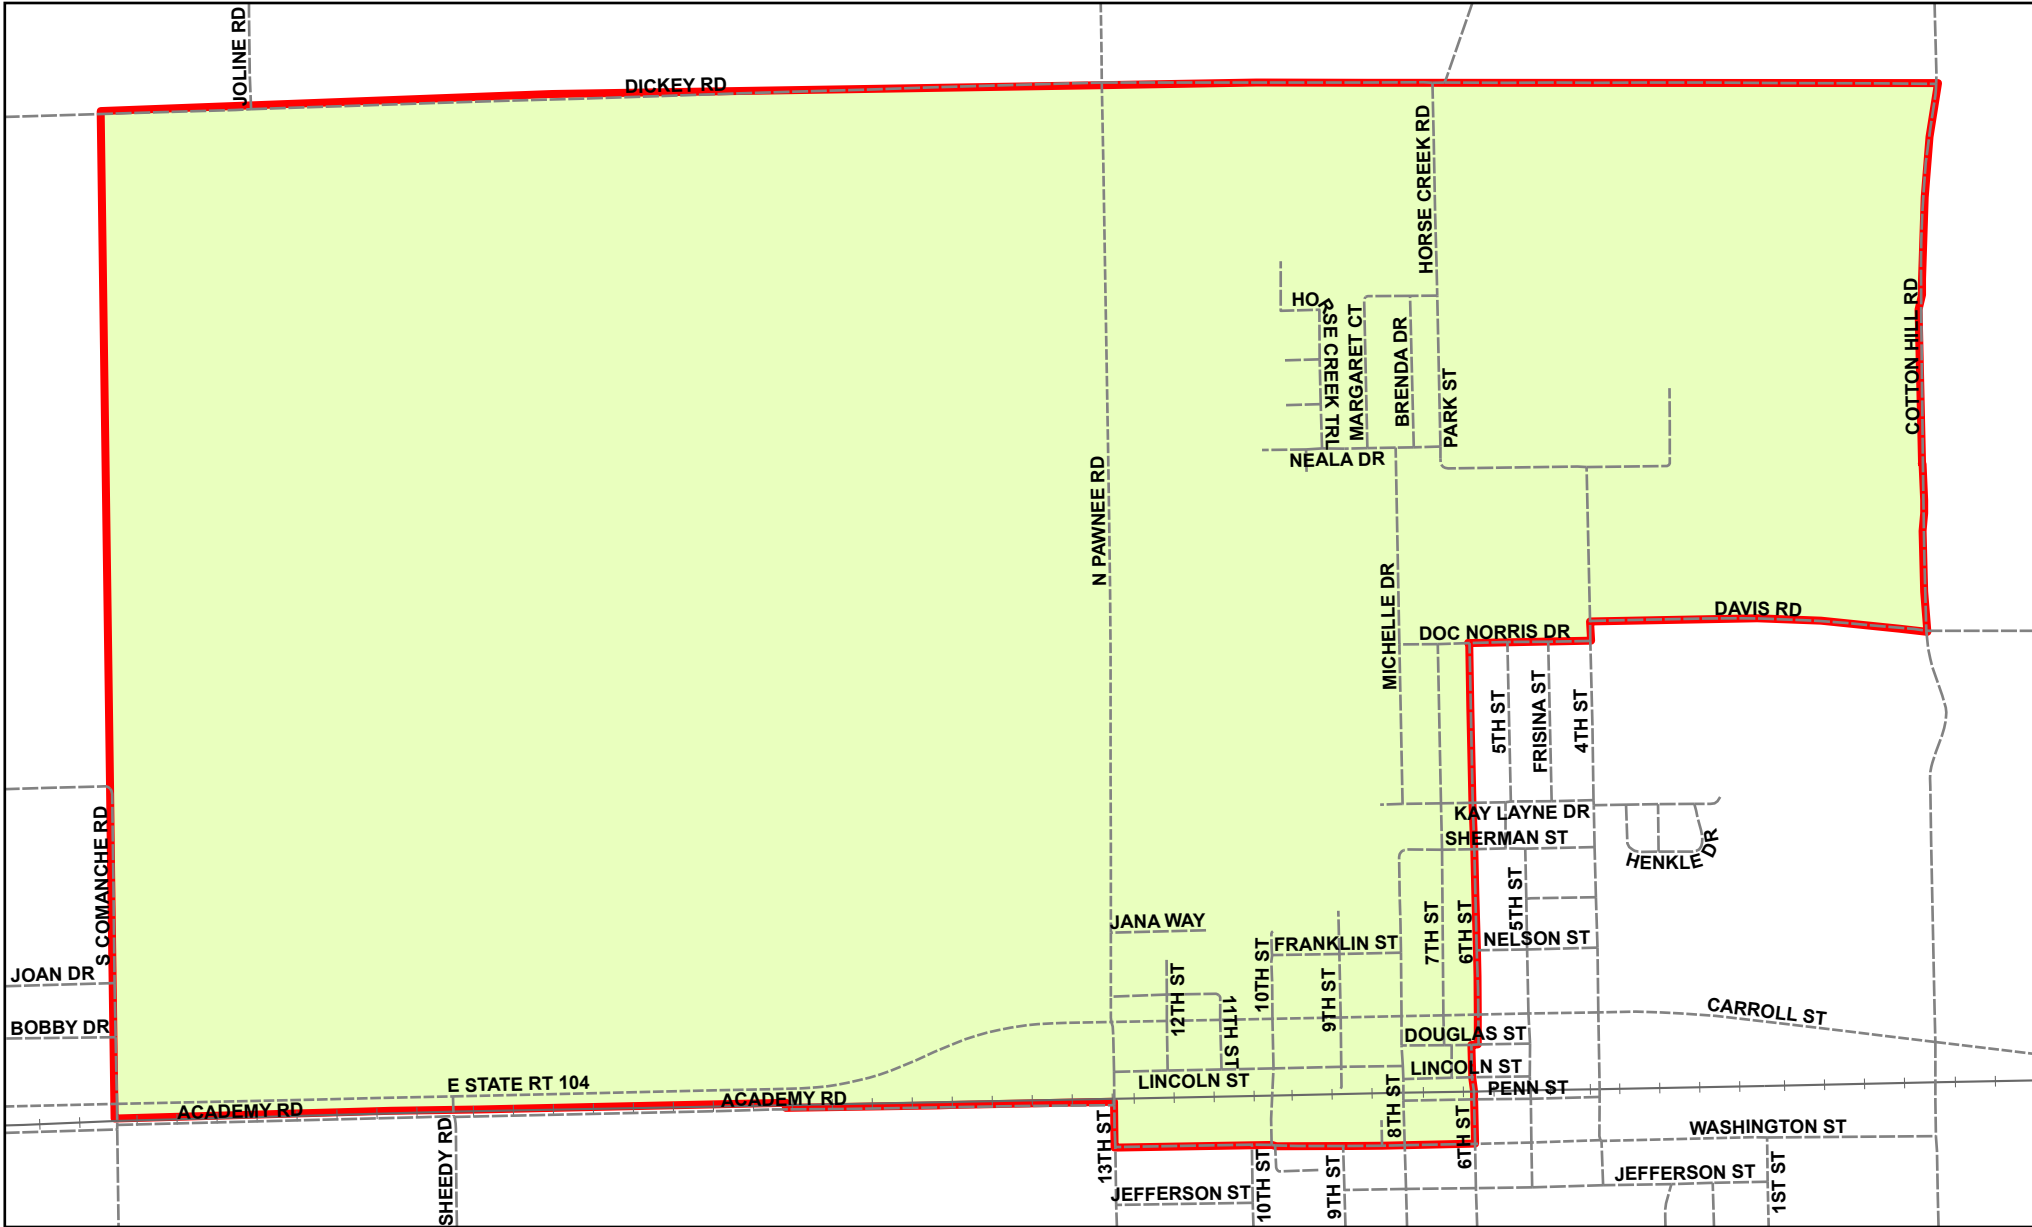 JOLINE RD
DICKEY RD
HORSE CREEK RD
COTTON HILL RD
HORSE CREEK TRL
MARGARET CT
BRENDA DR
PARK ST
NEALA DR
N PAWNEE RD
MICHELLE DR
DAVIS RD
DOC NORRIS DR
5TH ST
FRISINA ST
4TH ST
KAY LAYNE DR
SHERMAN ST
HENKLE DR
S COMANCHE RD
5TH ST
7TH ST
6TH ST
JANA WAY
FRANKLIN ST
NELSON ST
10TH ST
9TH ST
12TH ST
11TH ST
JOAN DR
CARROLL ST
BOBBY DR
DOUGLAS ST
LINCOLN ST
LINCOLN ST
E STATE RT 104
PENN ST
ACADEMY RD
ACADEMY RD
8TH ST
13TH ST
6TH ST
WASHINGTON ST
SHEEDY RD
JEFFERSON ST
10TH ST
9TH ST
JEFFERSON ST
1ST ST